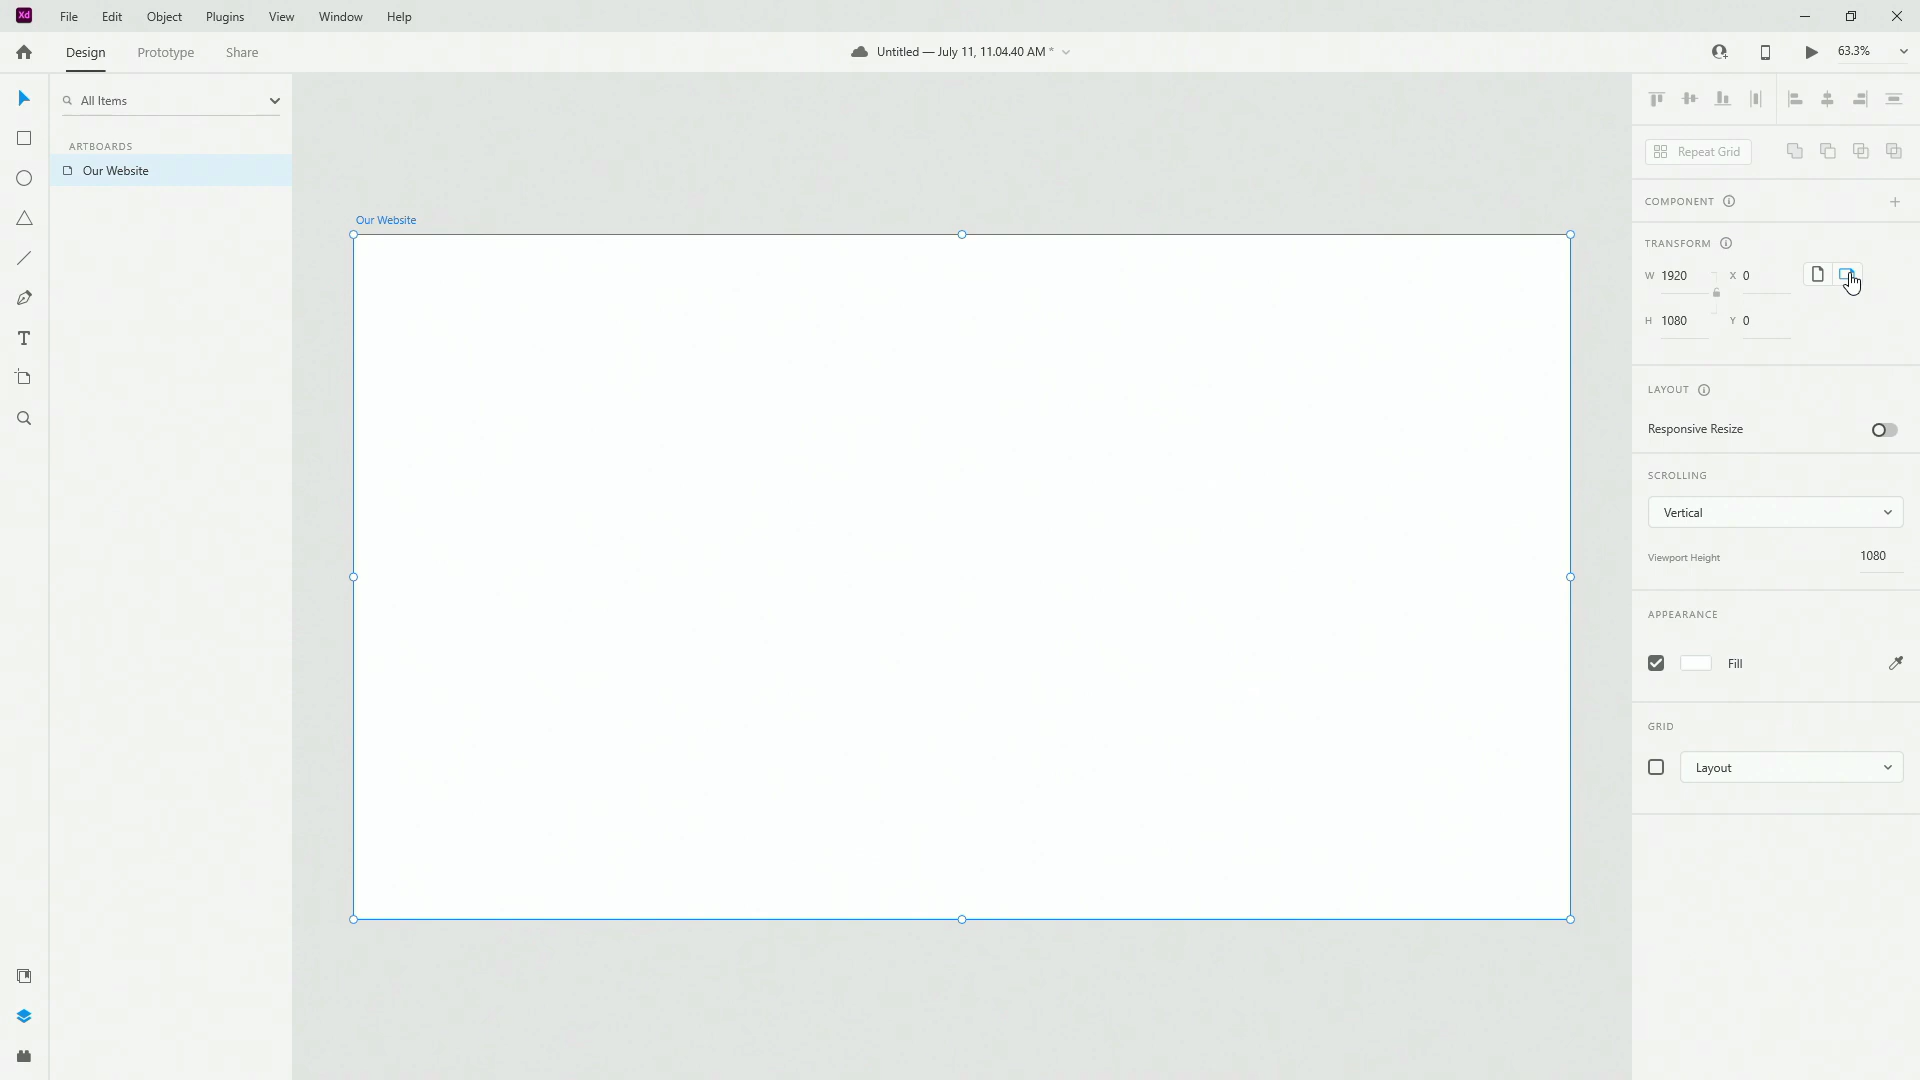 Xd File Edit Object Plugins View Window Help
Design Prototype Share Untitled — July 11, 11.04.40 AM * 63.3%
All Items
ARTBOARDS
Our Website
Our Website
Repeat Grid
COMPONENT
TRANSFORM
W 1920 X 0
H 1080 Y 0
LAYOUT
Responsive Resize
SCROLLING
Vertical
Viewport Height 1080
APPEARANCE
Fill
GRID
Layout